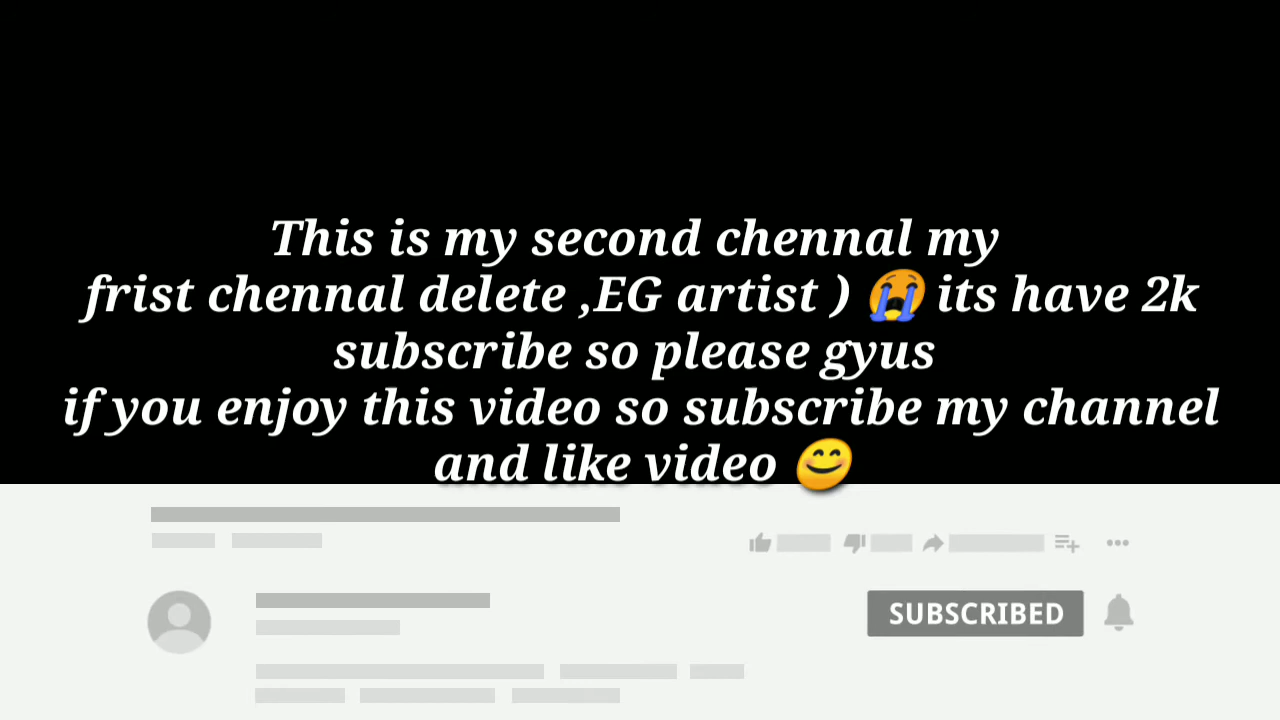 This is my second chennal my
frist chennal delete ,EG artist ) 😭 its have 2k
subscribe so please gyus
if you enjoy this video so subscribe my channel
and like video 😊
SUBSCRIBED